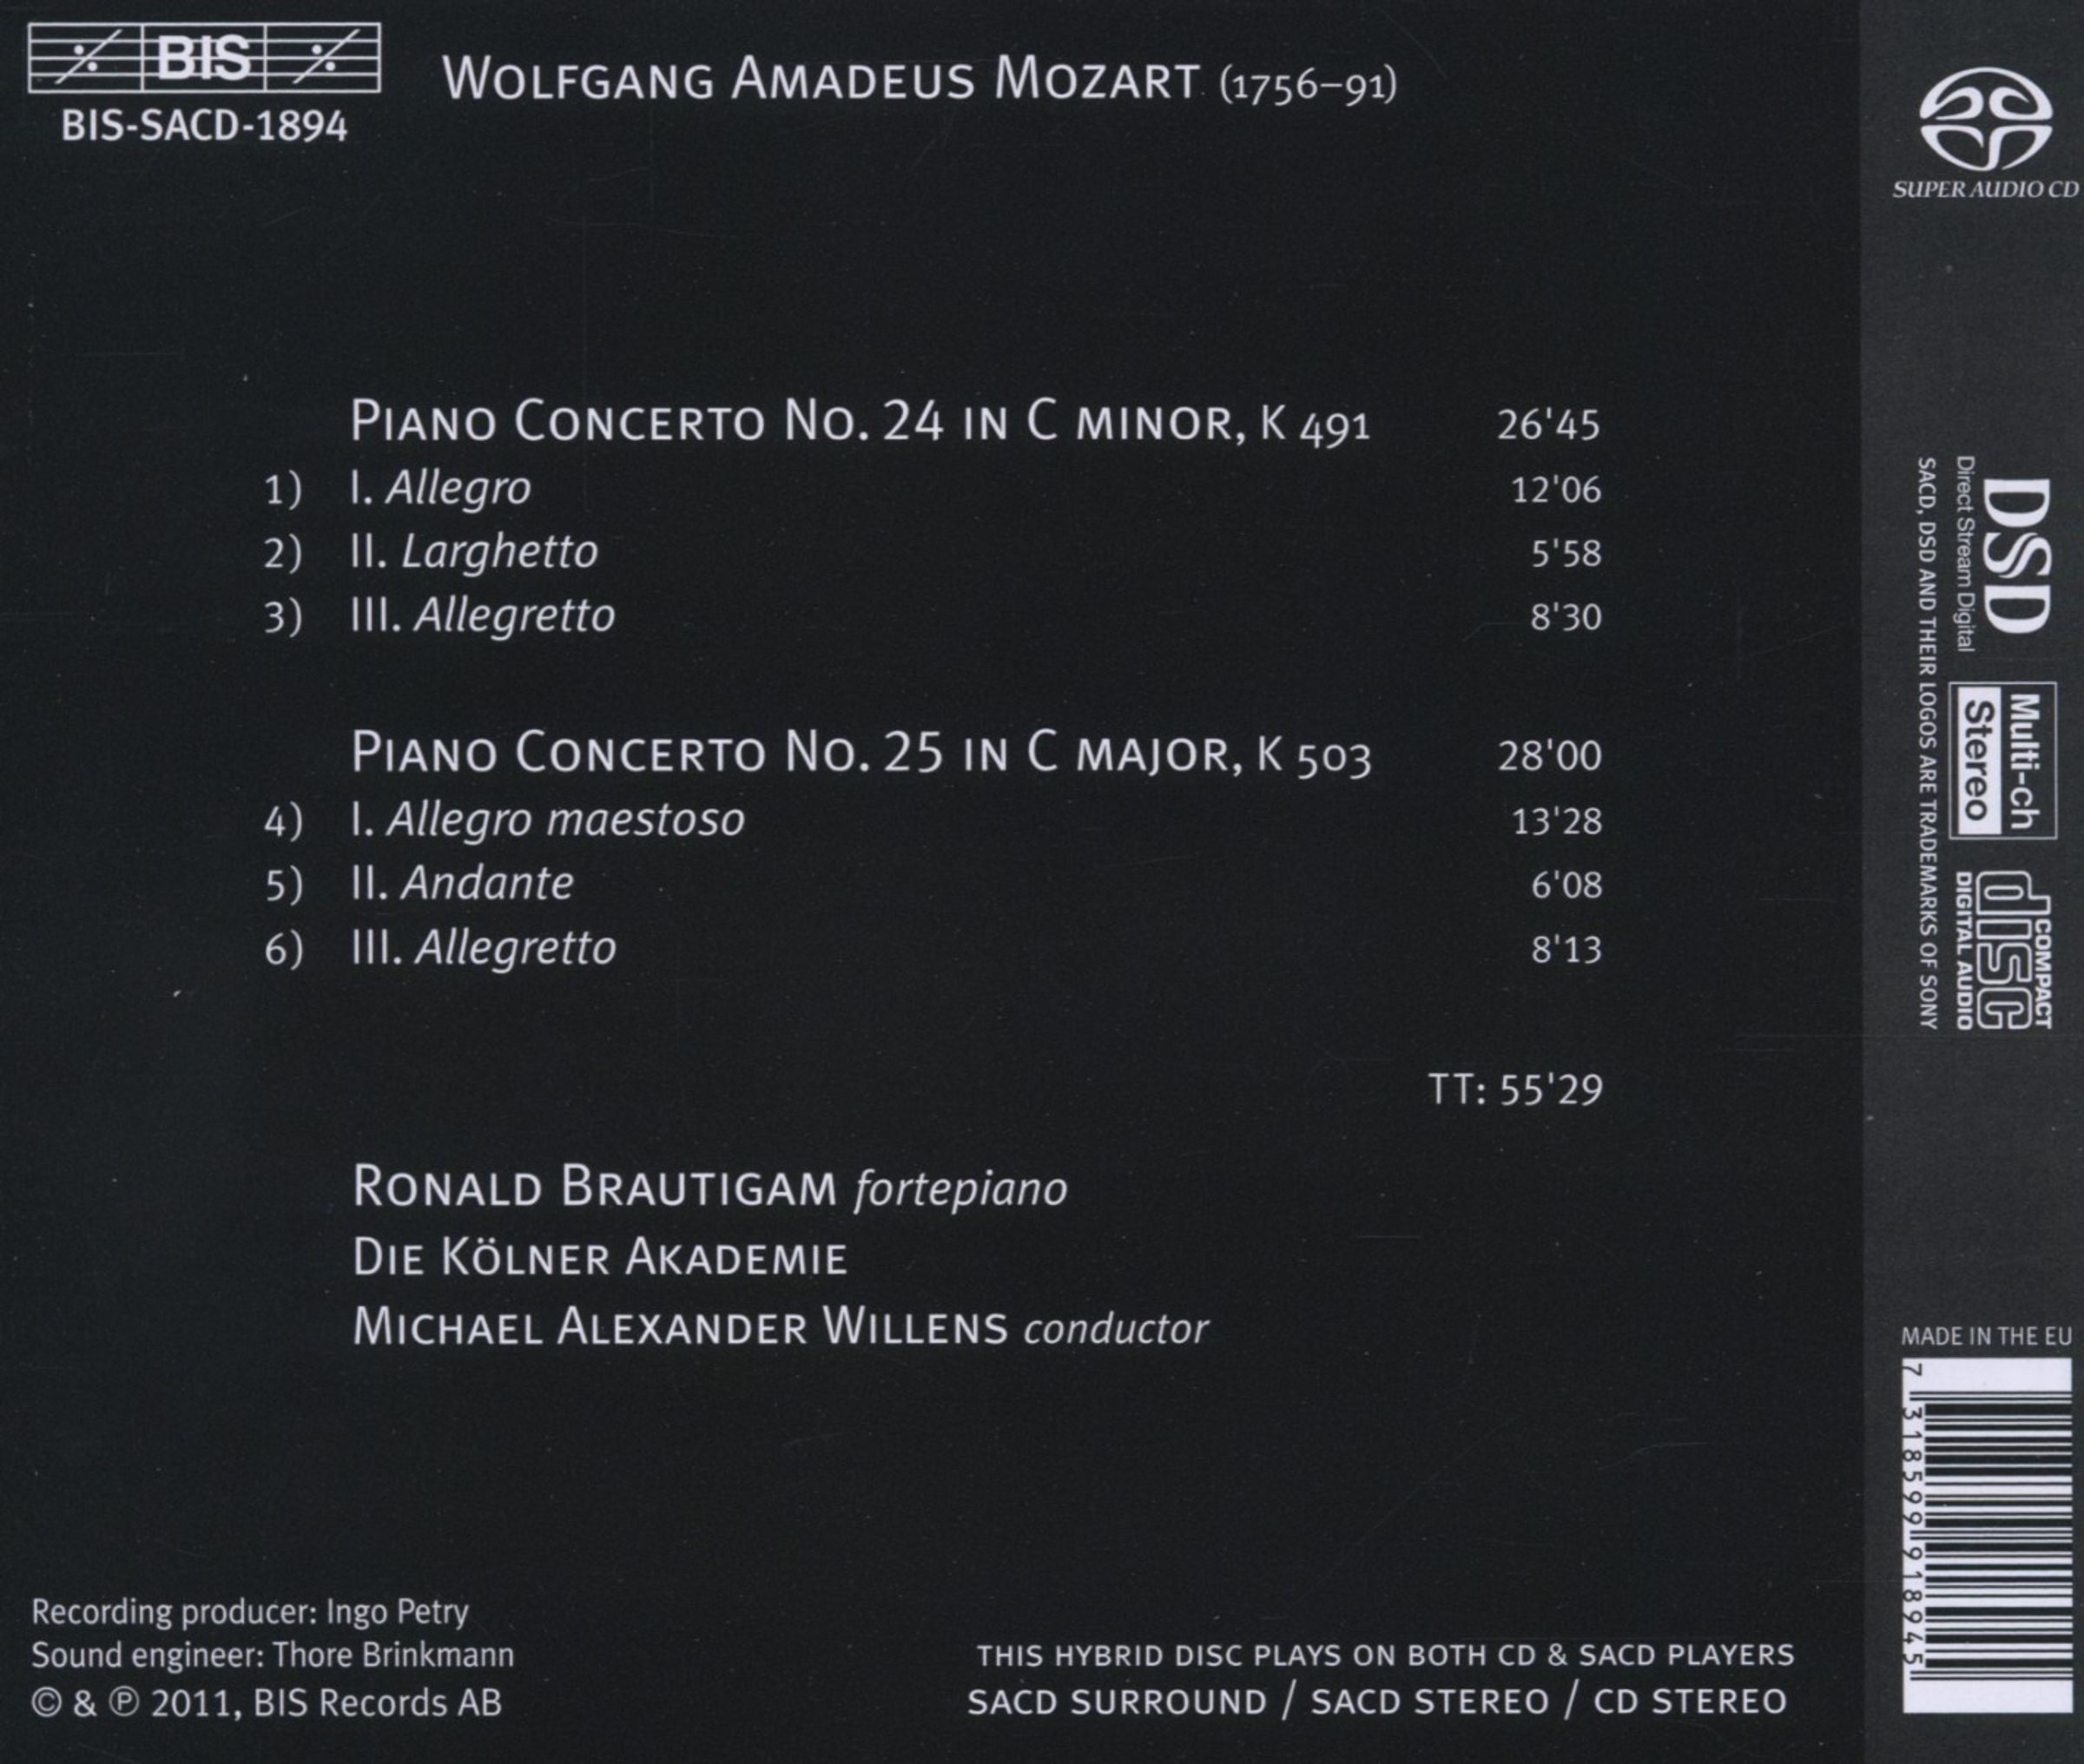 BIS
BIS-SACD-1894
WOLFGANG AMADEUS MOZART (1756–91)
PIANO CONCERTO NO. 24 IN C MINOR, K 491 26'45
1) I. Allegro 12'06
2) II. Larghetto 5'58
3) III. Allegretto 8'30
PIANO CONCERTO NO. 25 IN C MAJOR, K 503 28'00
4) I. Allegro maestoso 13'28
5) II. Andante 6'08
6) III. Allegretto 8'13
TT: 55'29
RONALD BRAUTIGAM fortepiano
DIE KÖLNER AKADEMIE
MICHAEL ALEXANDER WILLENS conductor
Recording producer: Ingo Petry
Sound engineer: Thore Brinkmann
© & ℗ 2011, BIS Records AB
THIS HYBRID DISC PLAYS ON BOTH CD & SACD PLAYERS
SACD SURROUND / SACD STEREO / CD STEREO
SUPER AUDIO CD
DSD
Direct Stream Digital
SACD, DSD AND THEIR LOGOS ARE TRADEMARKS OF SONY
Multi-ch
Stereo
COMPACT
disc
DIGITAL AUDIO
MADE IN THE EU
7 318599 918945